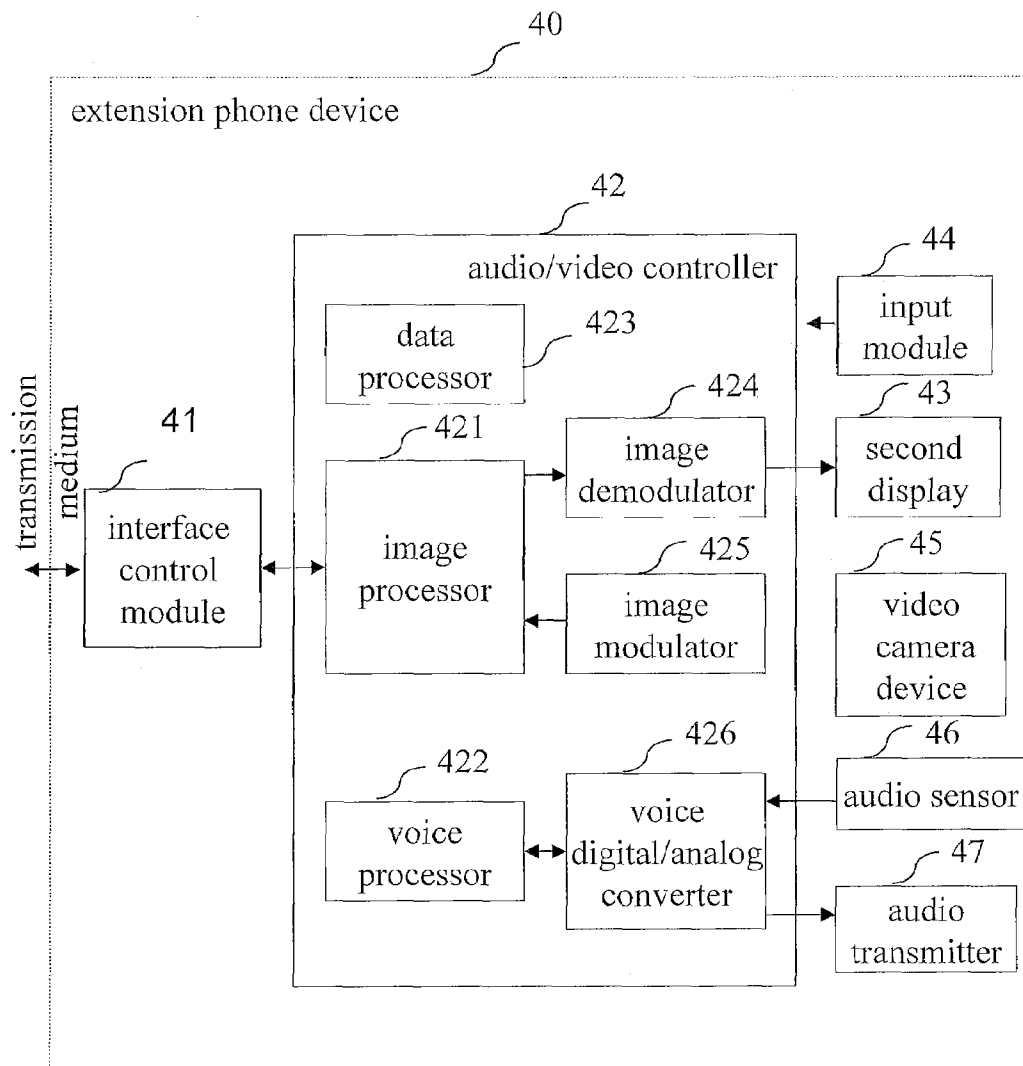 40
extension phone device
42
audio/video controller
44
input
module
data
processor
423
424
43
image
demodulator
second
display
transmission
medium
41
interface
control
module
421
image
processor
425
image
modulator
45
video
camera
device
422
voice
processor
426
voice
digital/analog
converter
46
audio sensor
47
audio
transmitter